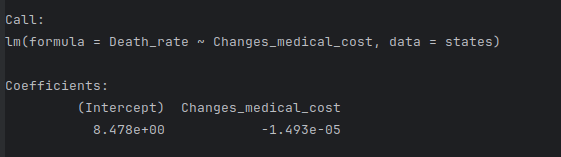 Call:
lm(formula = Death_rate ~ Changes_medical_cost, data = states)
Coefficients:
(Intercept) Changes_medical_cost
8.478e+00 -1.493e-05